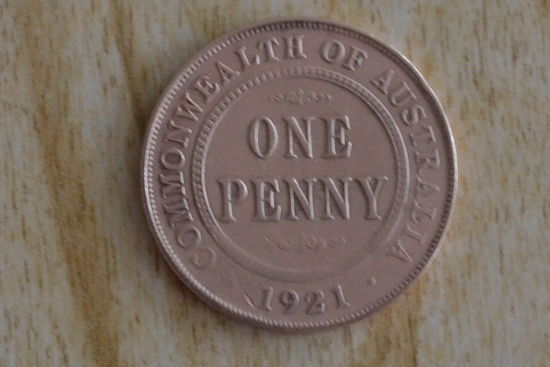 COMMONWEALTH OF AUSTRALIA
ONE
PENNY
1921